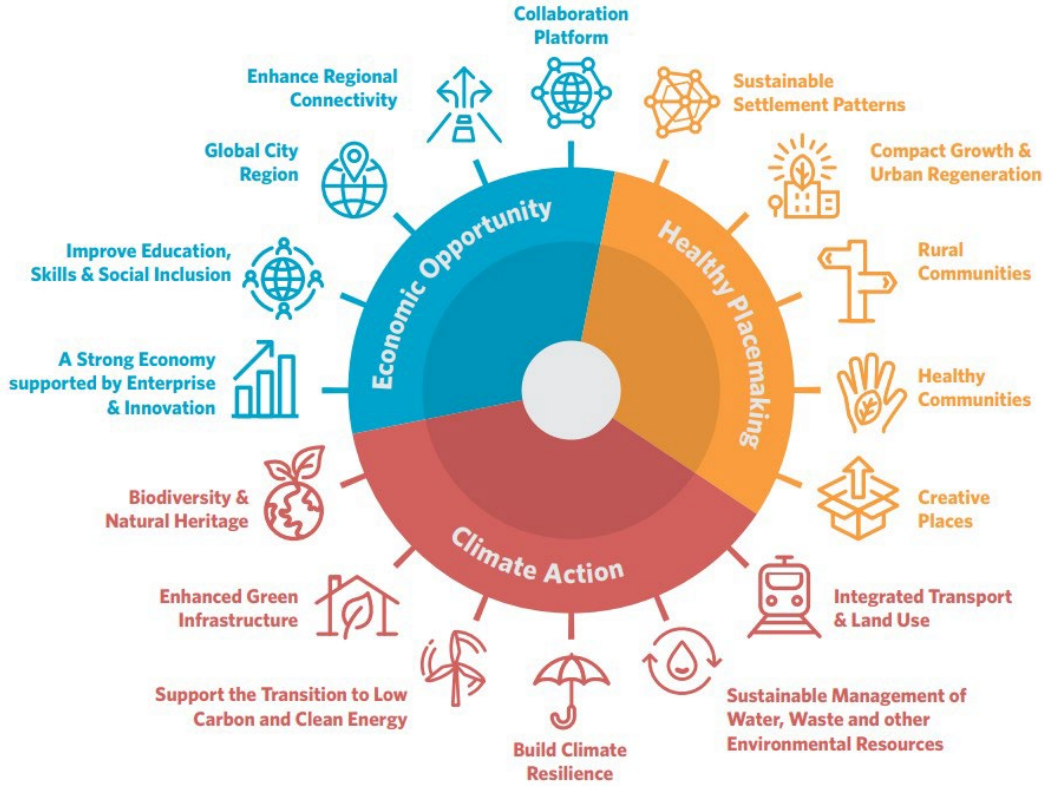 Collaboration
Platform
Enhance Regional
Connectivity
Sustainable
Settlement Patterns
Global City
Region
Compact Growth &
Urban Regeneration
Improve Education,
Skills & Social Inclusion
Rural
Communities
A Strong Economy
supported by Enterprise
& Innovation
Healthy
Communities
Biodiversity &
Natural Heritage
Creative
Places
Enhanced Green
Infrastructure
Integrated Transport
& Land Use
Support the Transition to Low
Carbon and Clean Energy
Build Climate
Resilience
Sustainable Management of
Water, Waste and other
Environmental Resources
Economic Opportunity
Healthy Placemaking
Climate Action